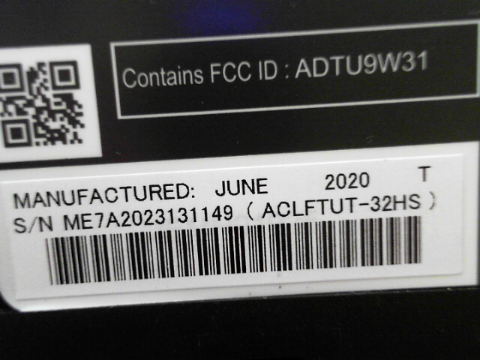 Contains FCC ID : ADTU9W31
MANUFACTURED: JUNE 2020 T
S/N ME7A2023131149 ( ACLFTUT-32HS )